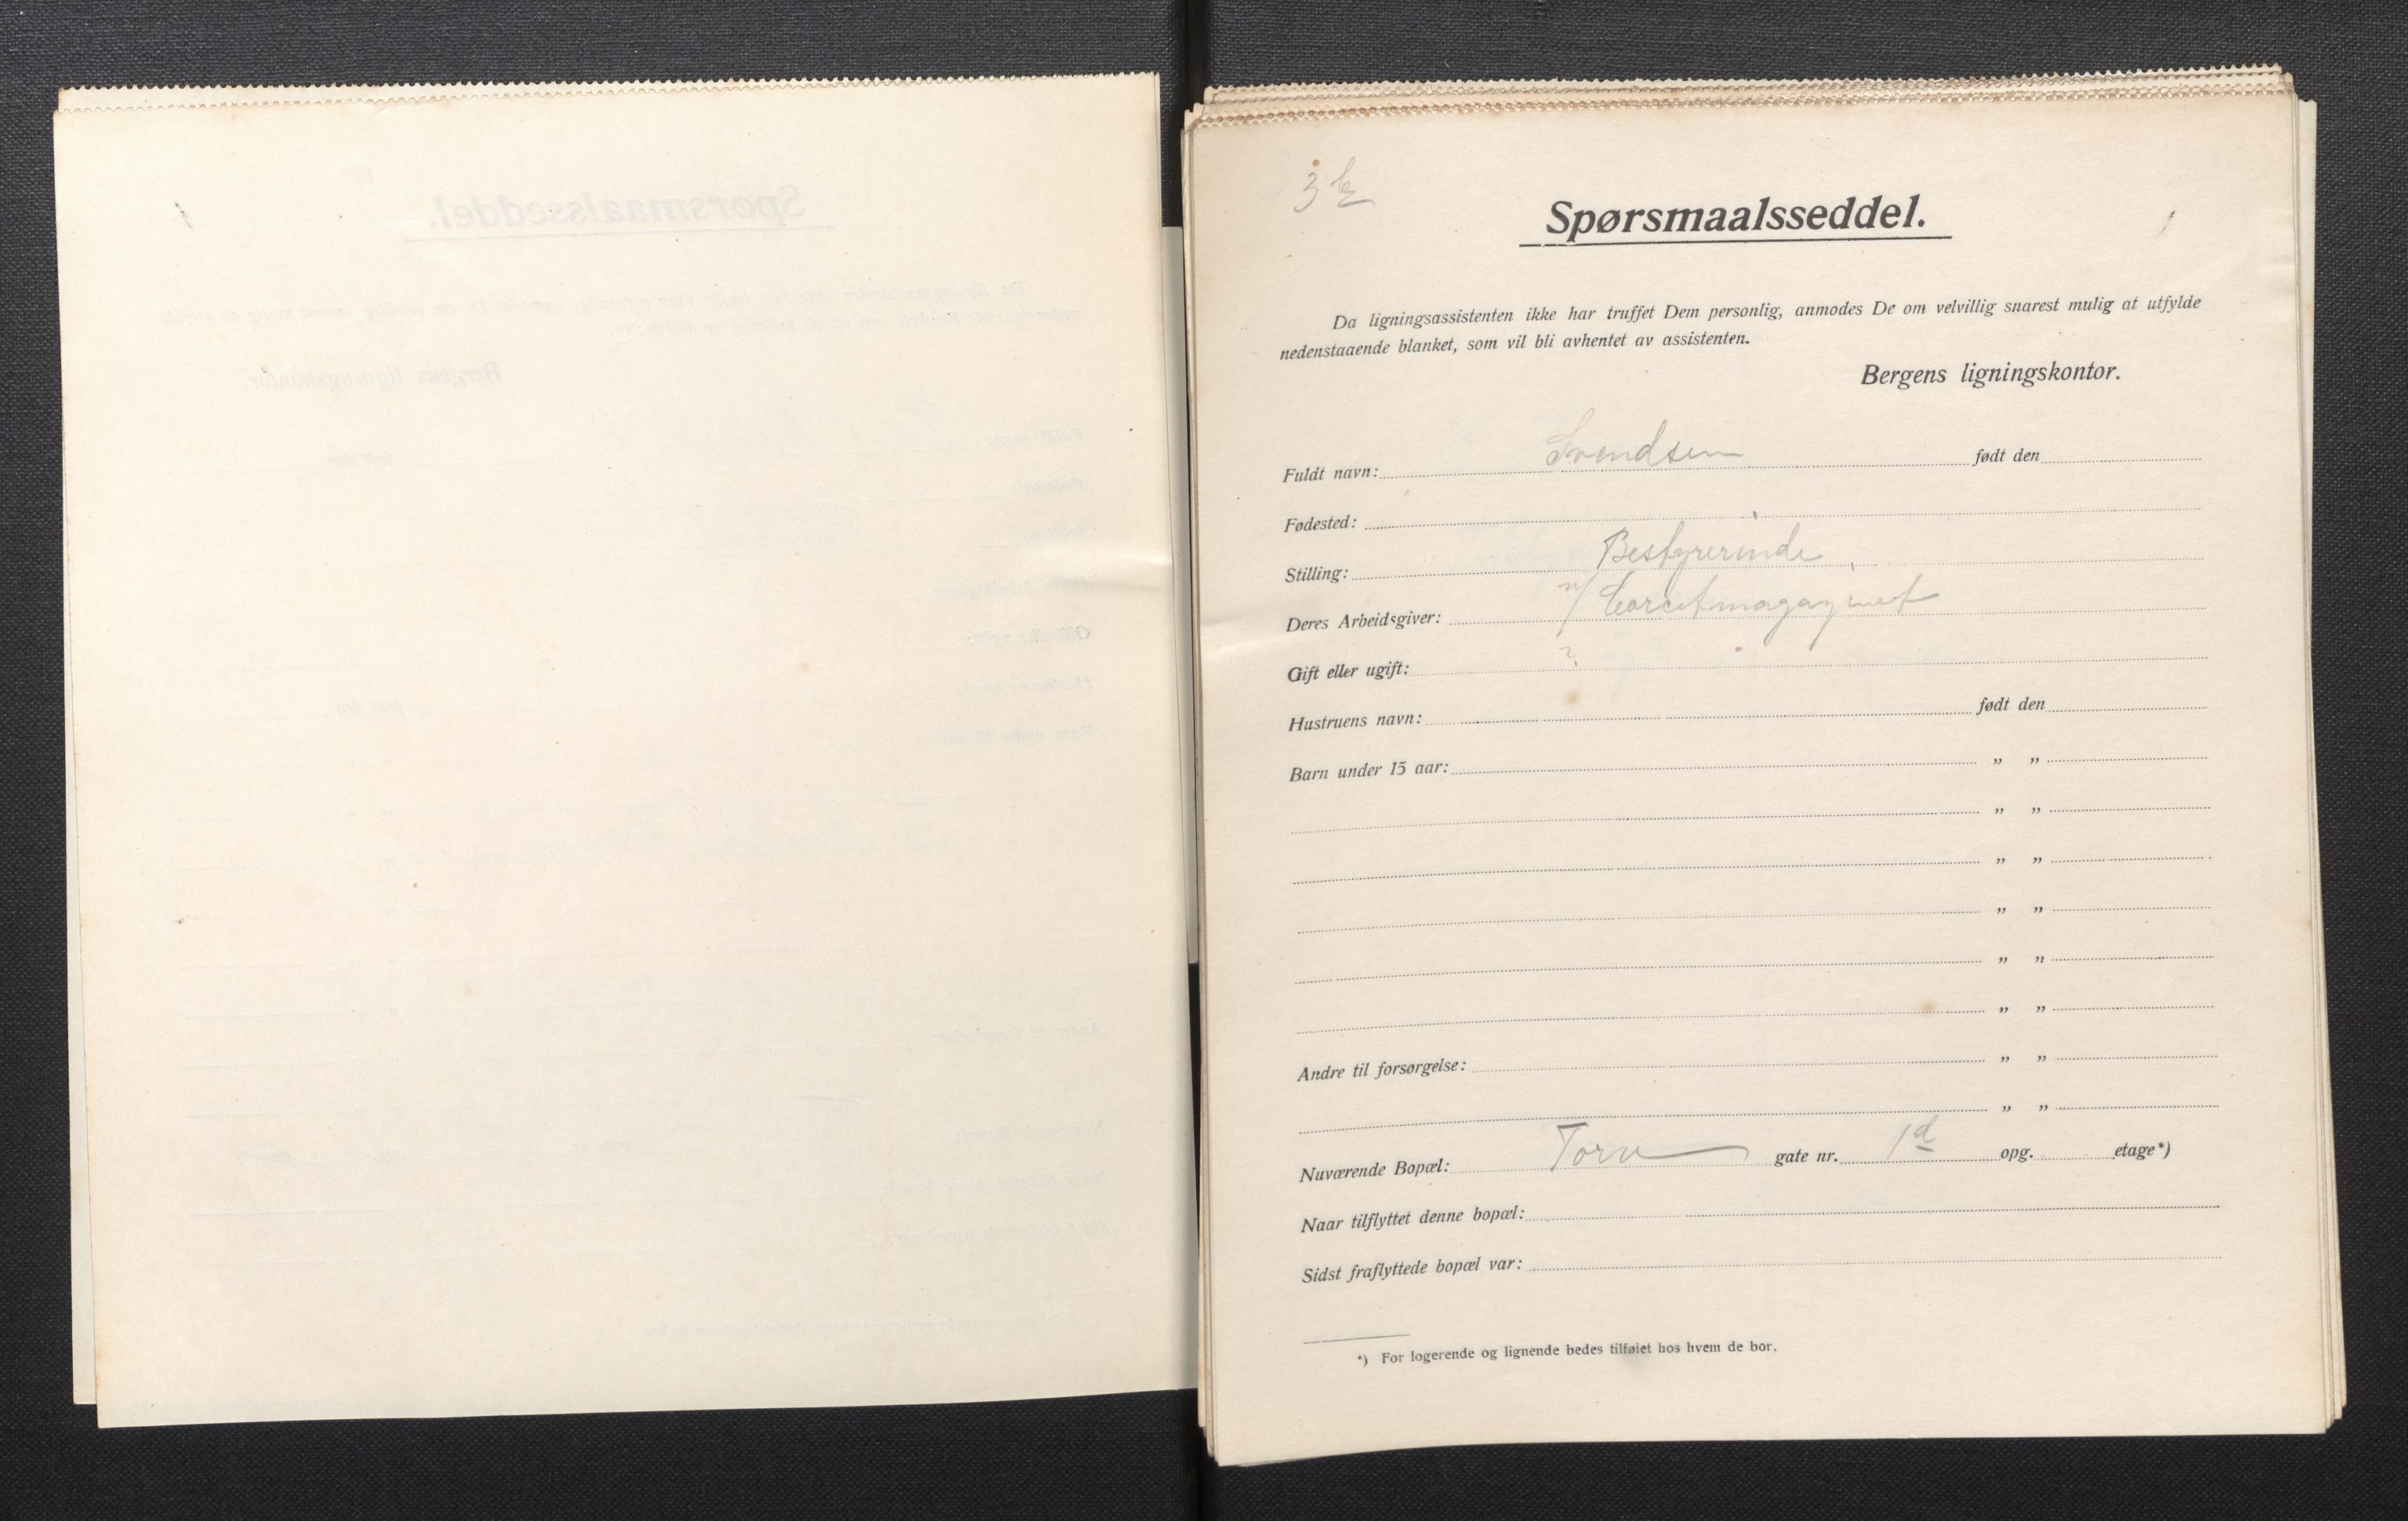 Spørsmaalsseddel.
Da ligningsassistenten ikke har truffet Dem personlig, anmodes De om velvillig snarest mulig at utfylde
nedenstaaende blanket, som vil bli avhentet av assistenten.
Bergens ligningskontor.
Fuldt navn: Svendsen født den
Fødested:
Stilling: Bestyrerinde
Deres Arbeidsgiver: v/ Corcetmagaz
Gift eller ugift: ?
Hustruens navn: født den
Barn under 15 aar: „ „
„ „
„ „
„ „
„ „
„ „
Andre til forsørgelse: „ „
„ „
Nuværende Bopæl: Torv gate nr. 1d opg. etage*)
Naar tilflyttet denne bopæl:
Sidst fraflyttede bopæl var:
*) For logerende og lignende bedes tilføiet hos hvem de bor.